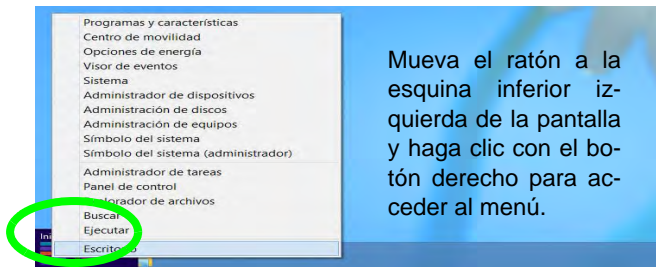 Programas y características
Centro de movilidad
Opciones de energía
Visor de eventos
Sistema
Administrador de dispositivos
Administración de discos
Administración de equipos
Símbolo del sistema
Símbolo del sistema (administrador)
Administrador de tareas
Panel de control
Explorador de archivos
Buscar
Ejecutar
Escritorio
Mueva el ratón a la
esquina inferior iz-
quierda de la pantalla
y haga clic con el bo-
tón derecho para ac-
ceder al menú.